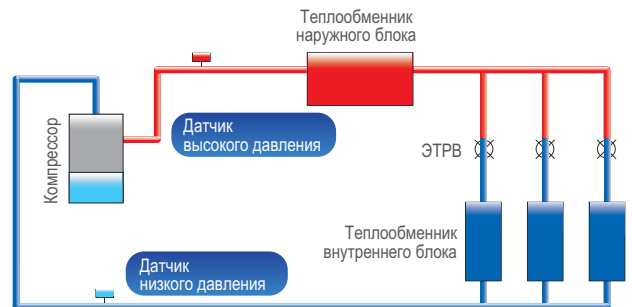 Теплообменник
наружного блока
Компрессор
Датчик
высокого давления
ЭТРВ
Теплообменник
внутреннего блока
Датчик
низкого давления